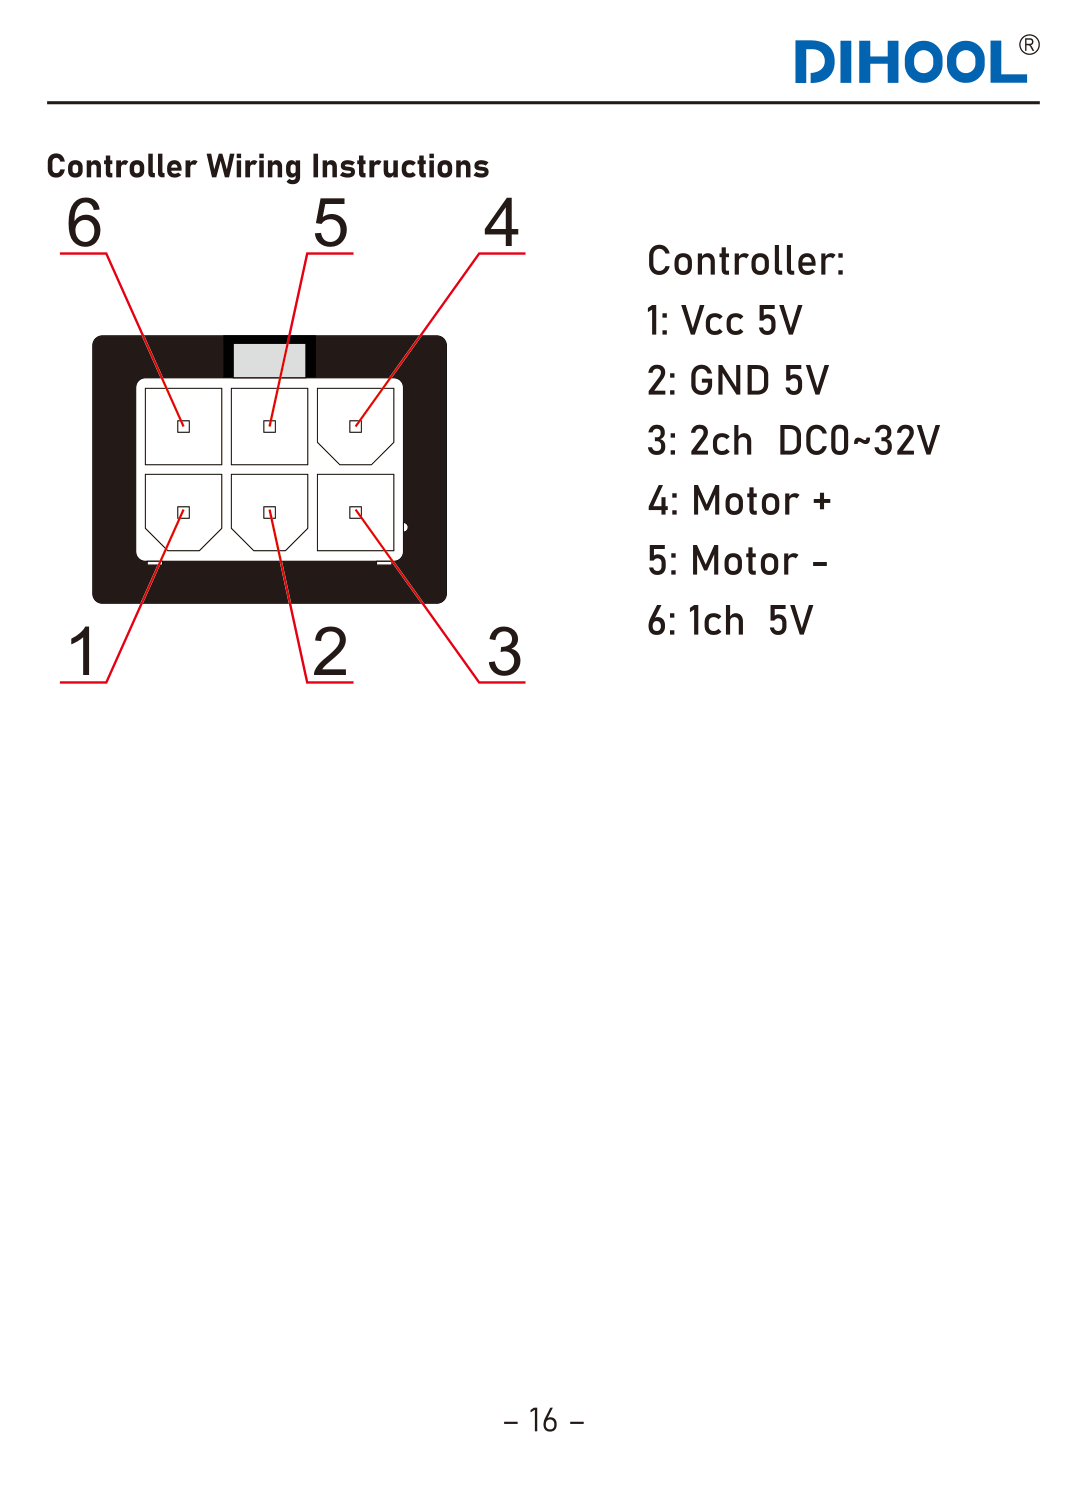 DIHOOL®
Controller Wiring Instructions
6 5 4
1 2 3
Controller:
1: Vcc 5V
2: GND 5V
3: 2ch DC0~32V
4: Motor +
5: Motor -
6: 1ch 5V
– 16 –